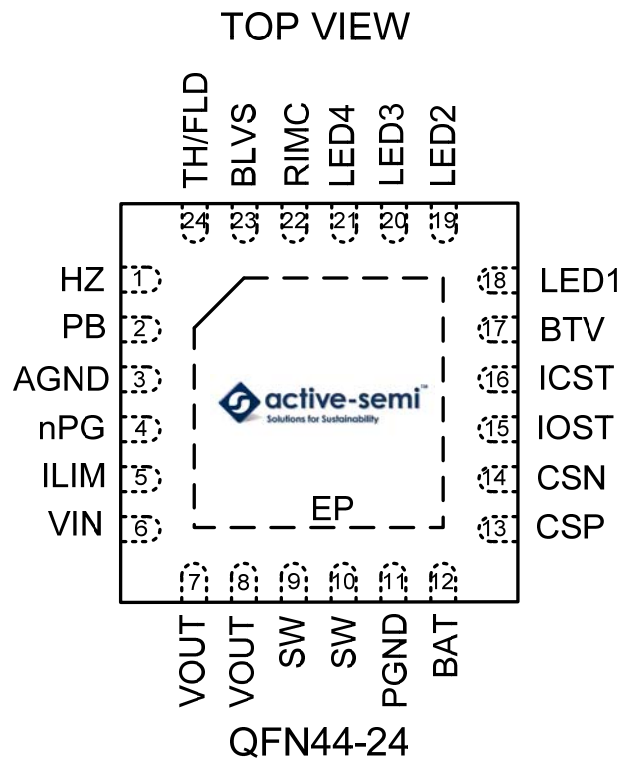 TOP VIEW
TH/FLD
BLVS
RIMC
LED4
LED3
LED2
24
23
22
21
20
19
HZ 1
PB 2
AGND 3
nPG 4
ILIM 5
VIN 6
18 LED1
17 BTV
16 ICST
15 IOST
14 CSN
13 CSP
active-semi™
Solutions for Sustainability
EP
7
8
9
10
11
12
VOUT
VOUT
SW
SW
PGND
BAT
QFN44-24